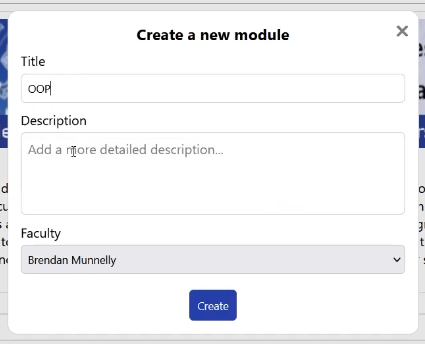 Create a new module
Title
OOP
Description
Add a more detailed description...
Faculty
Brendan Munnelly
Create